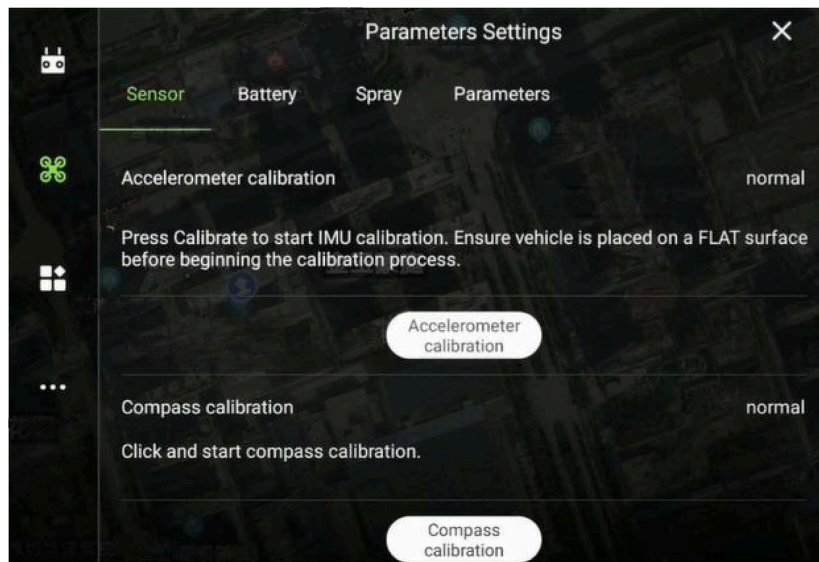 Parameters Settings
Sensor Battery Spray Parameters
Accelerometer calibration normal
Press Calibrate to start IMU calibration. Ensure vehicle is placed on a FLAT surface
before beginning the calibration process.
Accelerometer
calibration
Compass calibration normal
Click and start compass calibration.
Compass
calibration